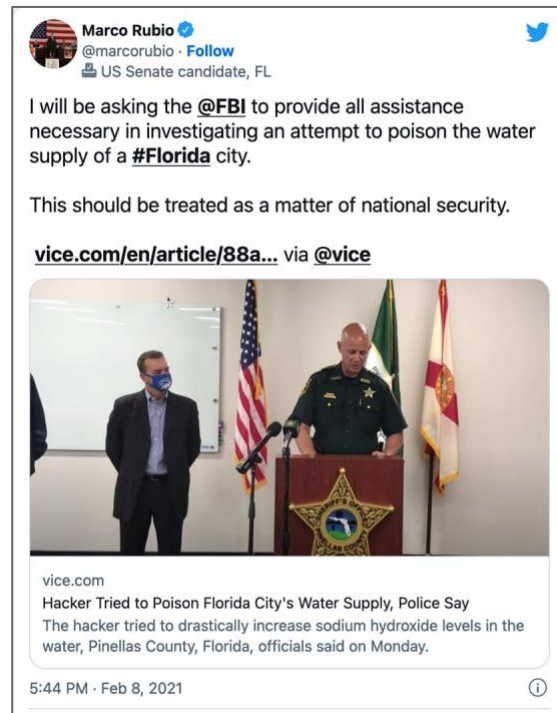 Marco Rubio
@marcorubio · Follow
US Senate candidate, FL
I will be asking the @FBI to provide all assistance
necessary in investigating an attempt to poison the water
supply of a #Florida city.
This should be treated as a matter of national security.
vice.com/en/article/88a... via @vice
SHERIFF'S OFFICE
PINELLAS COUNTY
vice.com
Hacker Tried to Poison Florida City's Water Supply, Police Say
The hacker tried to drastically increase sodium hydroxide levels in the
water, Pinellas County, Florida, officials said on Monday.
5:44 PM · Feb 8, 2021